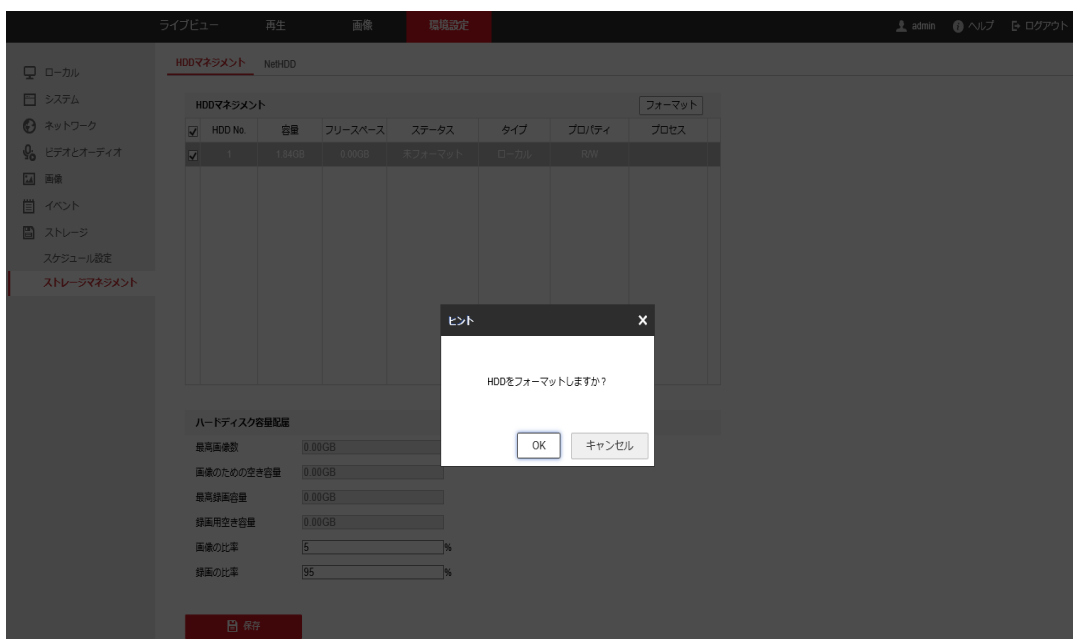 ライブビュー 再生 画像 環境設定 admin ヘルプ ログアウト
HDDマネジメント NetHDD
ローカル
システム
ネットワーク
ビデオとオーディオ
画像
イベント
ストレージ
スケジュール設定
ストレージマネジメント
HDDマネジメント フォーマット
HDD No. 容量 フリースペース ステータス タイプ プロパティ プロセス
1 1.84GB 0.00GB 未フォーマット ローカル R/W
ヒント X
HDDをフォーマットしますか?
OK キャンセル
ハードディスク容量配属
最高画像数 0.00GB
画像のための空き容量 0.00GB
最高録画容量 0.00GB
録画用空き容量 0.00GB
画像の比率 5 %
録画の比率 95 %
保存